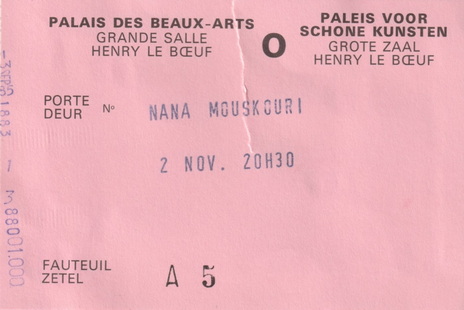 PALAIS DES BEAUX-ARTS
GRANDE SALLE
HENRY LE BŒUF
O
PALEIS VOOR
SCHONE KUNSTEN
GROTE ZAAL
HENRY LE BŒUF
PORTE
DEUR
N°
NANA MOUSKOURI
2 NOV. 20H30
FAUTEUIL
ZETEL
A 5